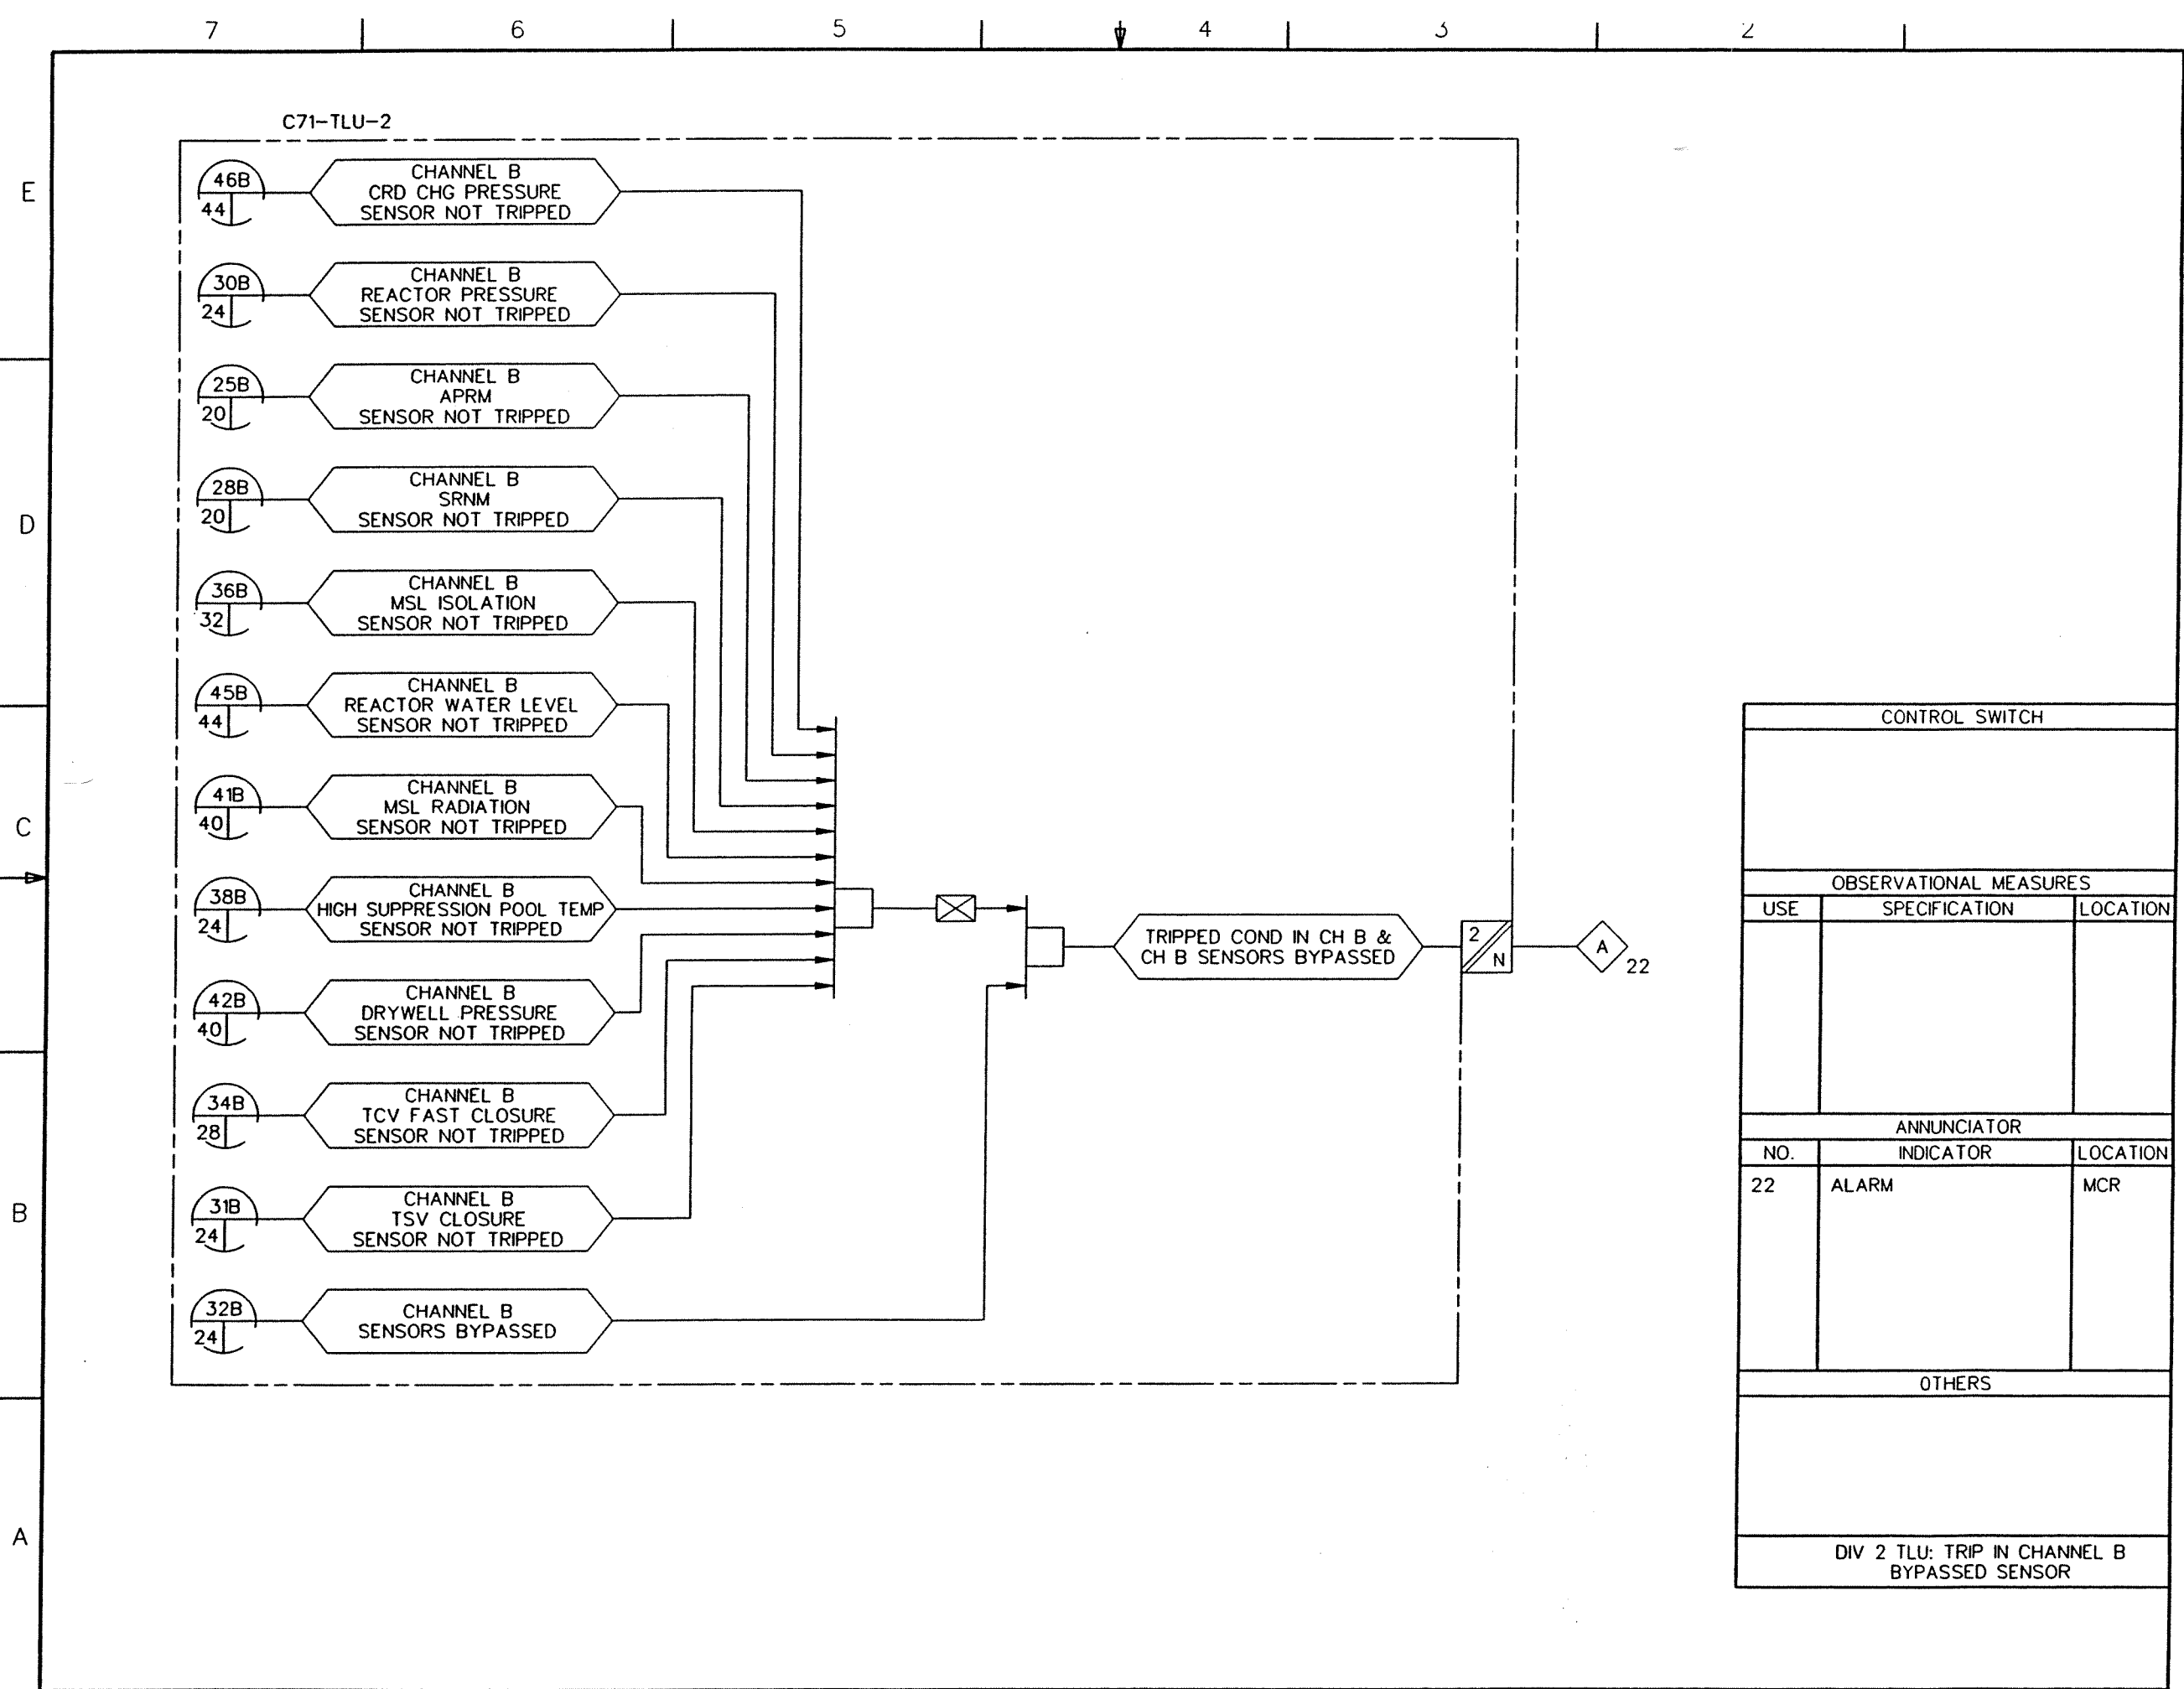 7 6 5 4 3 2
C71-TLU-2
E
46B
44
CHANNEL B
CRD CHG PRESSURE
SENSOR NOT TRIPPED
30B
24
CHANNEL B
REACTOR PRESSURE
SENSOR NOT TRIPPED
25B
20
CHANNEL B
APRM
SENSOR NOT TRIPPED
D
28B
20
CHANNEL B
SRNM
SENSOR NOT TRIPPED
36B
32
CHANNEL B
MSL ISOLATION
SENSOR NOT TRIPPED
45B
44
CHANNEL B
REACTOR WATER LEVEL
SENSOR NOT TRIPPED
C
41B
40
CHANNEL B
MSL RADIATION
SENSOR NOT TRIPPED
38B
24
CHANNEL B
HIGH SUPPRESSION POOL TEMP
SENSOR NOT TRIPPED
42B
40
CHANNEL B
DRYWELL PRESSURE
SENSOR NOT TRIPPED
34B
28
CHANNEL B
TCV FAST CLOSURE
SENSOR NOT TRIPPED
B
31B
24
CHANNEL B
TSV CLOSURE
SENSOR NOT TRIPPED
32B
24
CHANNEL B
SENSORS BYPASSED
A
TRIPPED COND IN CH B &
CH B SENSORS BYPASSED
2
N
A
22
CONTROL SWITCH
OBSERVATIONAL MEASURES
USE SPECIFICATION LOCATION
ANNUNCIATOR
NO. INDICATOR LOCATION
22 ALARM MCR
OTHERS
DIV 2 TLU: TRIP IN CHANNEL B
BYPASSED SENSOR